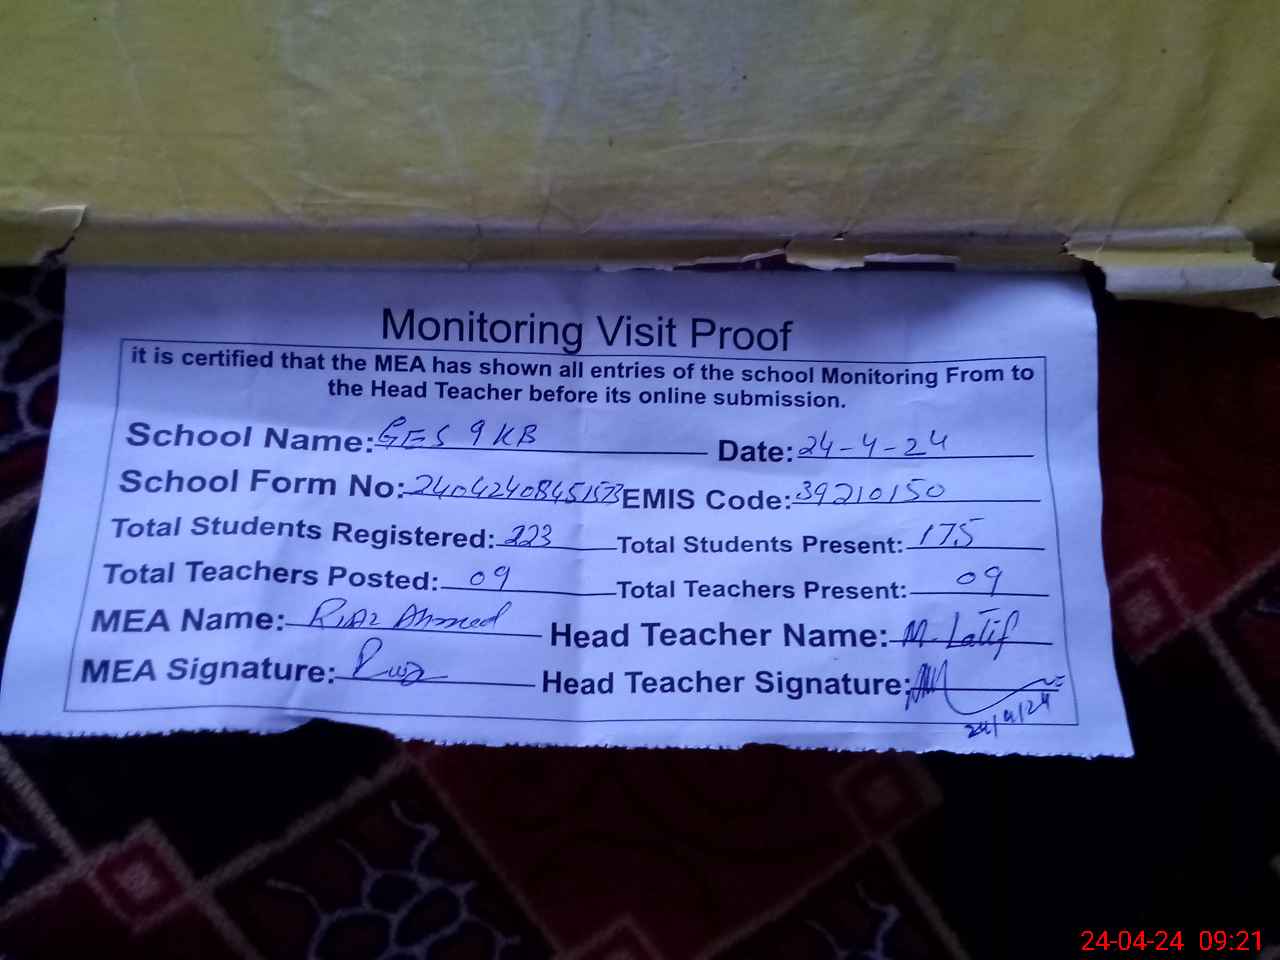 Monitoring Visit Proof
it is certified that the MEA has shown all entries of the school Monitoring From to
the Head Teacher before its online submission.
School Name: GES 9 KB Date: 24-4-24
School Form No: EMIS Code: 39210150
Total Students Registered: 223 Total Students Present: 175
Total Teachers Posted: 09 Total Teachers Present: 09
MEA Name: Riaz Ahmed Head Teacher Name: M. Latif
MEA Signature: Head Teacher Signature:
24/4/24
24-04-24 09:21